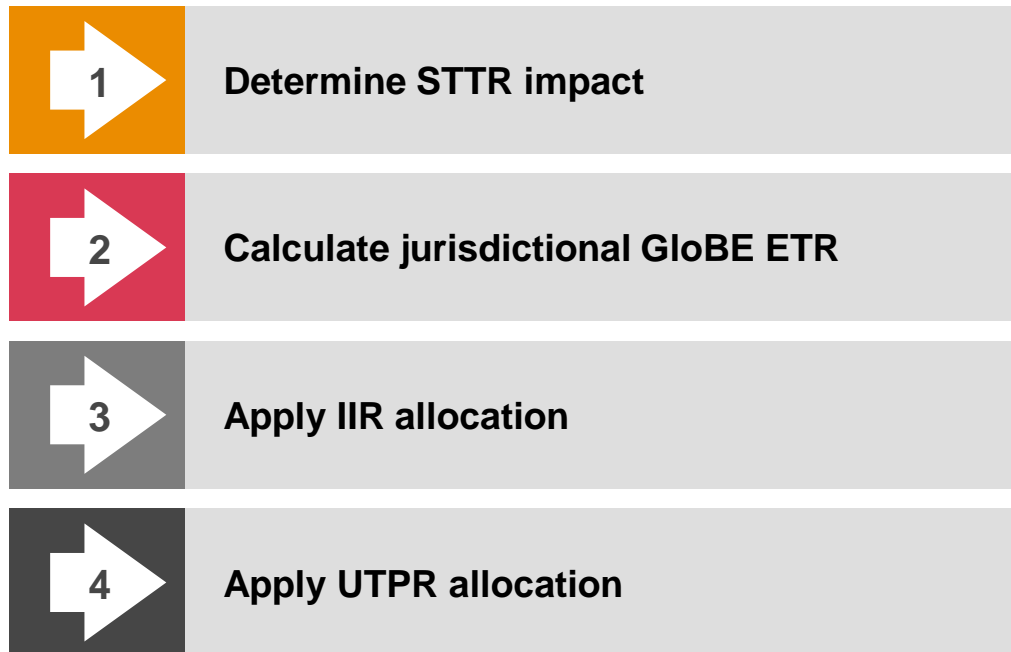 1
Determine STTR impact
2
Calculate jurisdictional GloBE ETR
3
Apply IIR allocation
4
Apply UTPR allocation